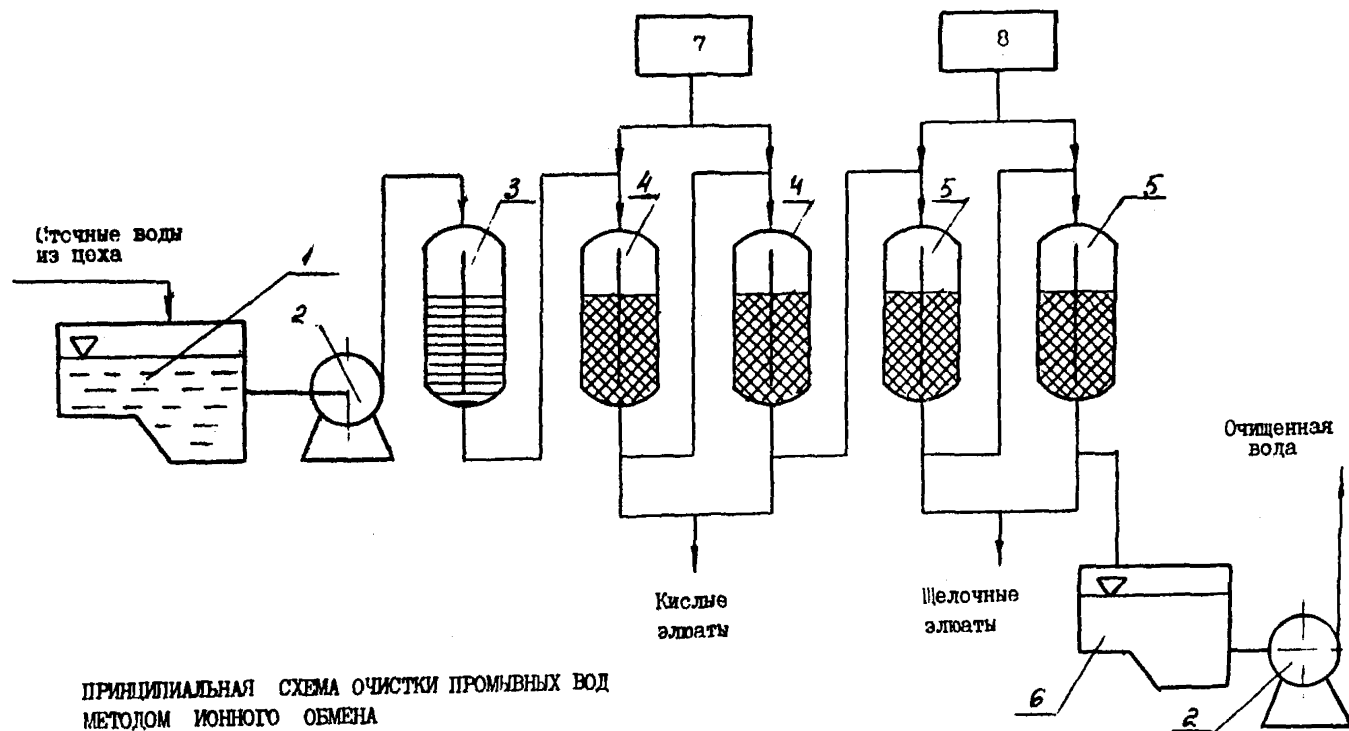 7
8
3
4
4
5
5
Сточные воды
из цеха
1
2
Очищенная
вода
Кислые
элюаты
Щелочные
элюаты
6
2
ПРИНЦИПИАЛЬНАЯ СХЕМА ОЧИСТКИ ПРОМЫВНЫХ ВОД
МЕТОДОМ ИОННОГО ОБМЕНА